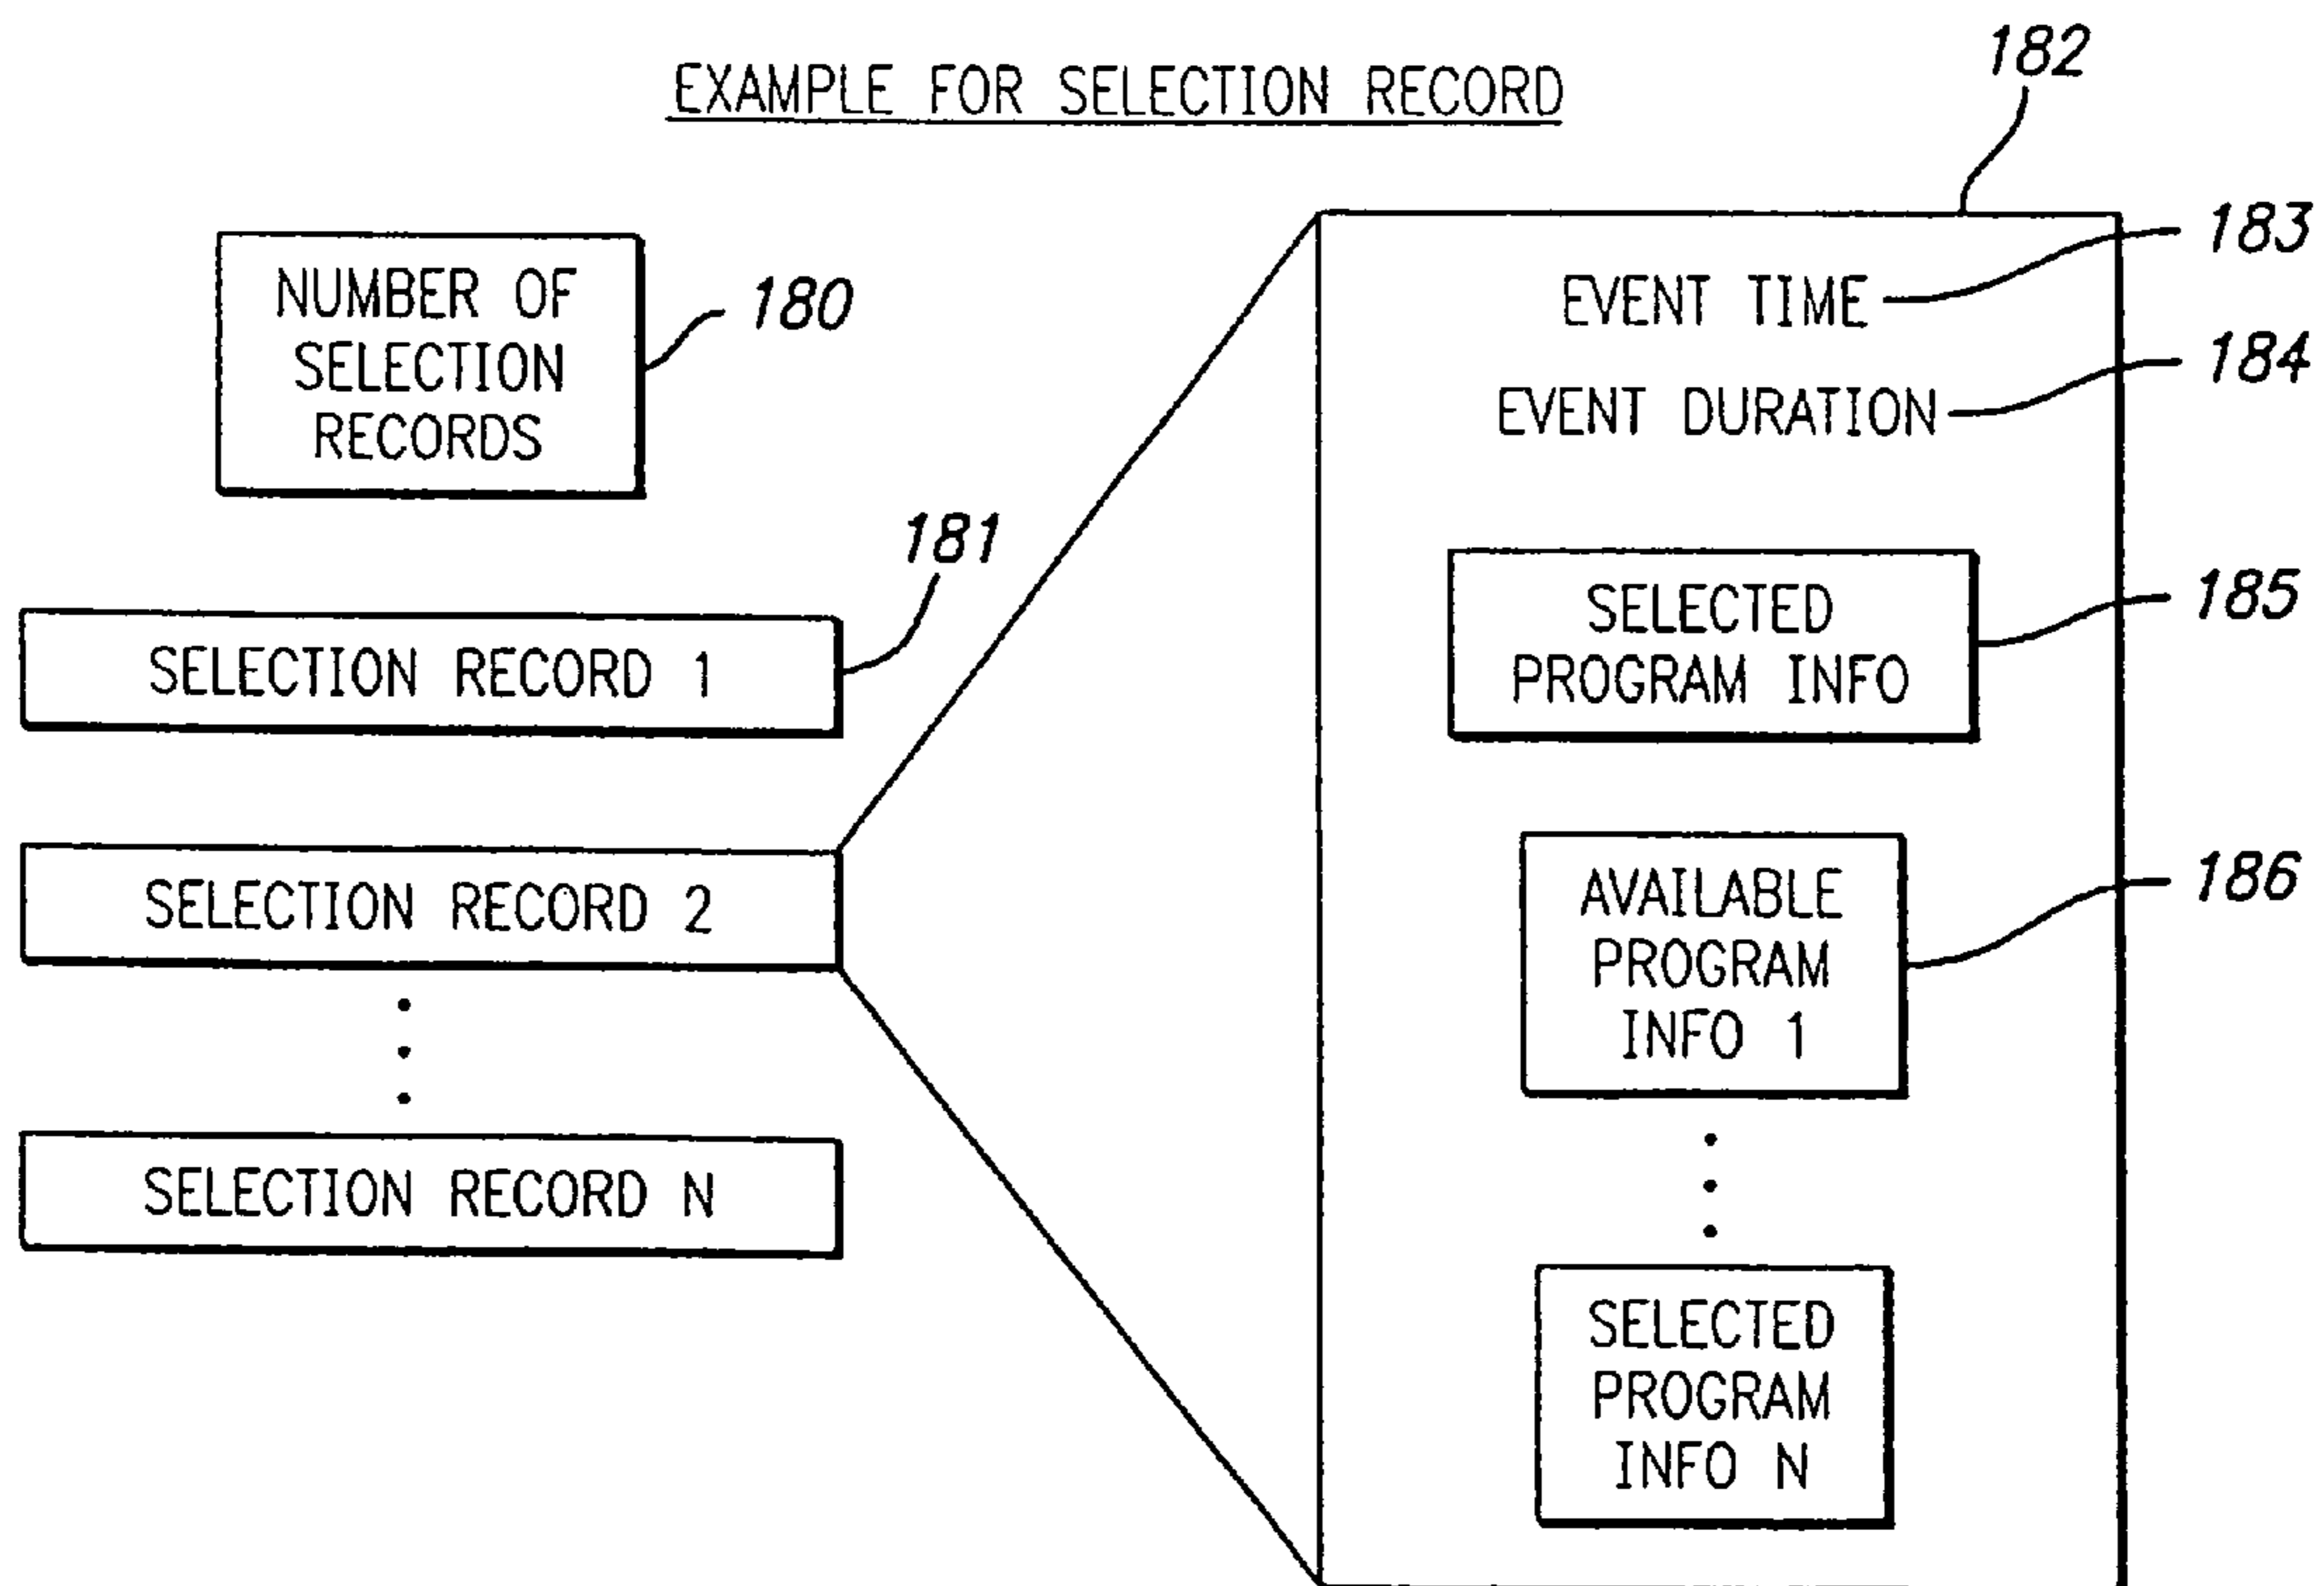 EXAMPLE FOR SELECTION RECORD
NUMBER OF
SELECTION
RECORDS
180
181
SELECTION RECORD 1
SELECTION RECORD 2
SELECTION RECORD N
182
EVENT TIME
183
EVENT DURATION
184
SELECTED
PROGRAM INFO
185
AVAILABLE
PROGRAM
INFO 1
186
SELECTED
PROGRAM
INFO N